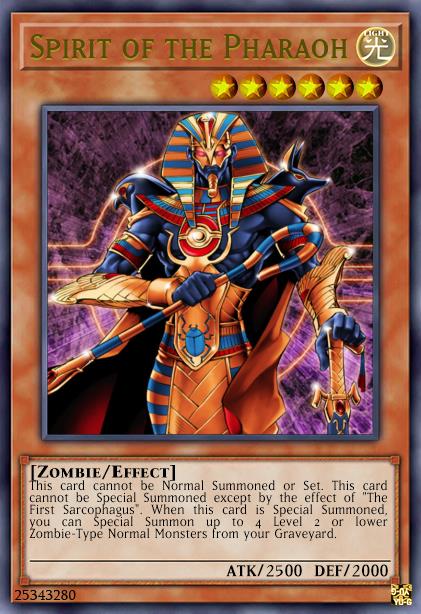 Spirit of the Pharaoh
LIGHT
光
[Zombie/Effect]
This card cannot be Normal Summoned or Set. This card
cannot be Special Summoned except by the effect of "The
First Sarcophagus". When this card is Special Summoned,
you can Special Summon up to 4 Level 2 or lower
Zombie-Type Normal Monsters from your Graveyard.
ATK/2500 DEF/2000
25343280